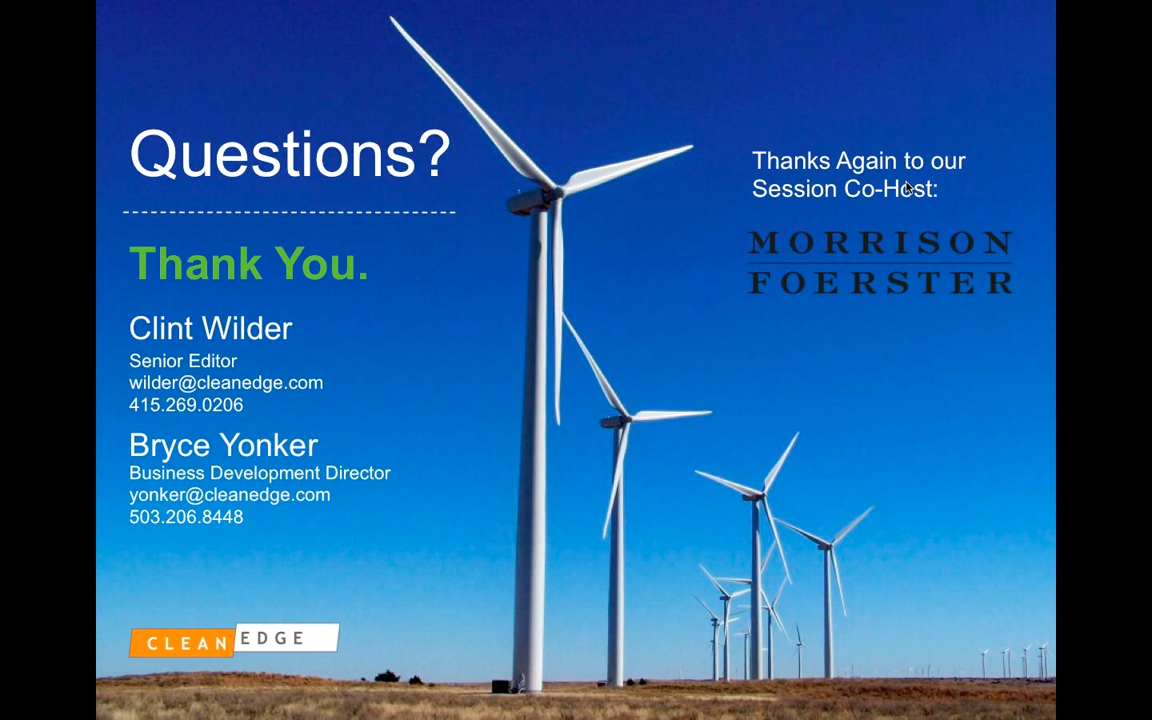 Questions?
Thank You.
Clint Wilder
Senior Editor
wilder@cleanedge.com
415.269.0206
Bryce Yonker
Business Development Director
yonker@cleanedge.com
503.206.8448
CLEAN EDGE
Thanks Again to our
Session Co-Host:
MORRISON
FOERSTER